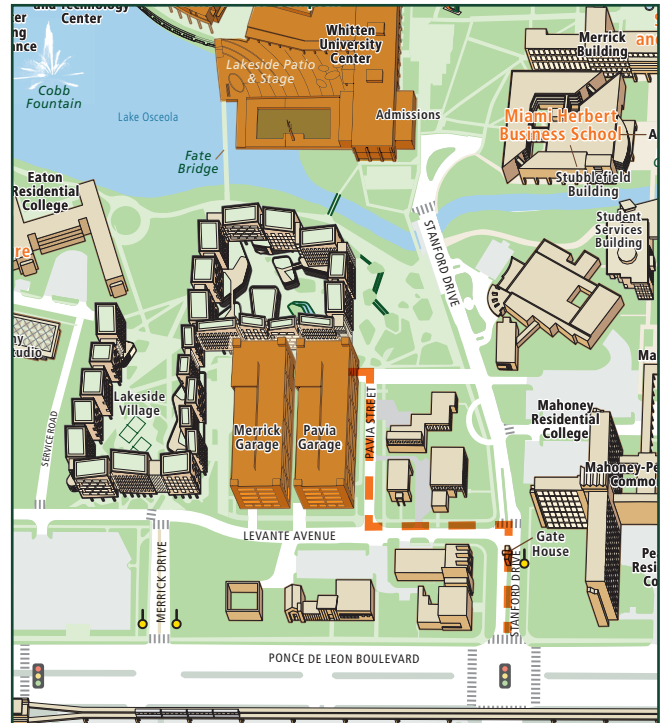 and Technology
Center
Cobb
Fountain
Lake Osceola
Whitten
University
Center
Lakeside Patio
& Stage
Admissions
Fate
Bridge
Merrick
Building
Miami Herbert
Business School
Stubblefield
Building
Student
Services
Building
Eaton
Residential
College
STANFORD DRIVE
Lakeside
Village
SERVICE ROAD
Merrick
Garage
Pavia
Garage
PAVIA STREET
Mahoney
Residential
College
LEVANTE AVENUE
MERRICK DRIVE
Gate
House
STANFORD DRIVE
PONCE DE LEON BOULEVARD